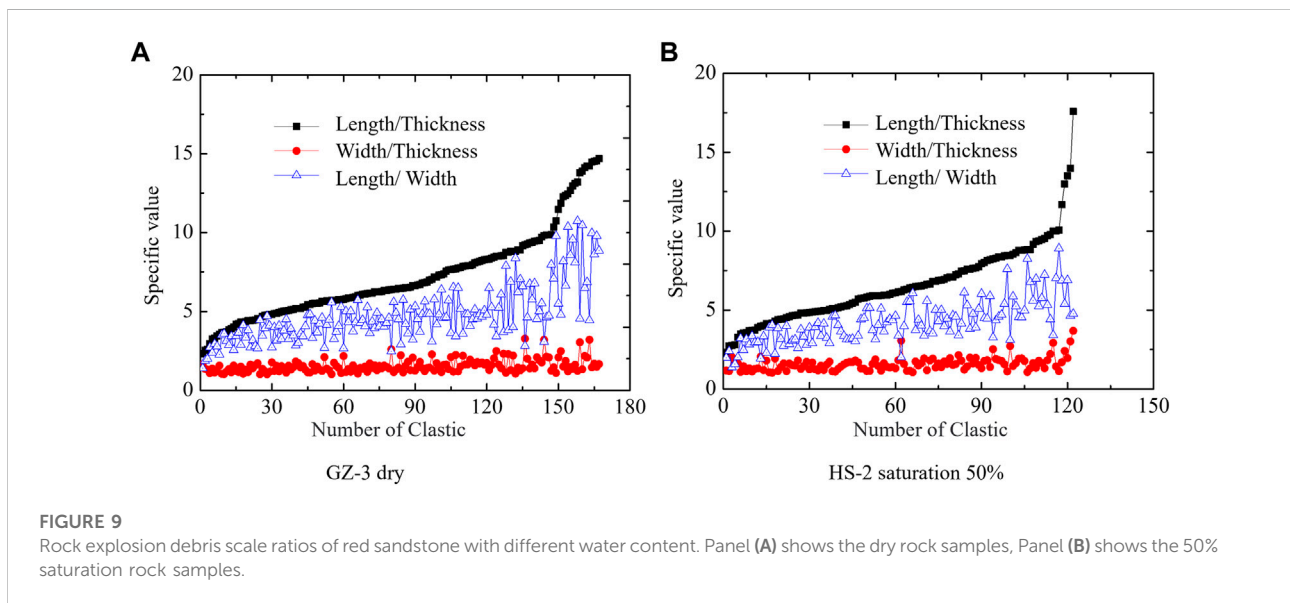 A
20
15
10
5
0
Specific value
Length/Thickness
Width/Thickness
Length/ Width
0 30 60 90 120 150 180
Number of Clastic
GZ-3 dry
B
20
15
10
5
0
Specific value
Length/Thickness
Width/Thickness
Length/ Width
0 30 60 90 120 150
Number of Clastic
HS-2 saturation 50%
FIGURE 9
Rock explosion debris scale ratios of red sandstone with different water content. Panel (A) shows the dry rock samples, Panel (B) shows the 50%
saturation rock samples.